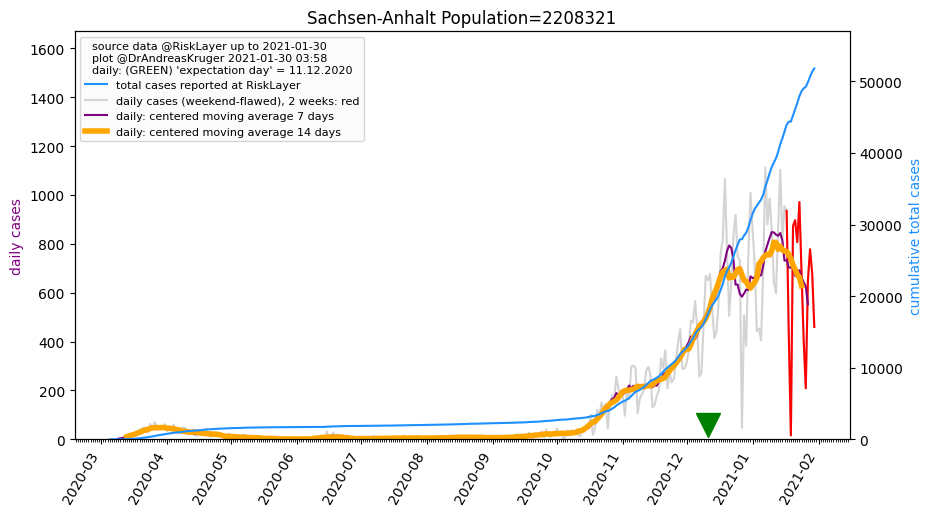 Sachsen-Anhalt Population=2208321
source data @RiskLayer up to 2021-01-30
plot @DrAndreasKruger 2021-01-30 03:58
daily: (GREEN) 'expectation day' = 11.12.2020
total cases reported at RiskLayer
daily cases (weekend-flawed), 2 weeks: red
daily: centered moving average 7 days
daily: centered moving average 14 days
daily cases
1600
1400
1200
1000
800
600
400
200
0
50000
40000
30000
20000
10000
0
cumulative total cases
2020-03
2020-04
2020-05
2020-06
2020-07
2020-08
2020-09
2020-10
2020-11
2020-12
2021-01
2021-02